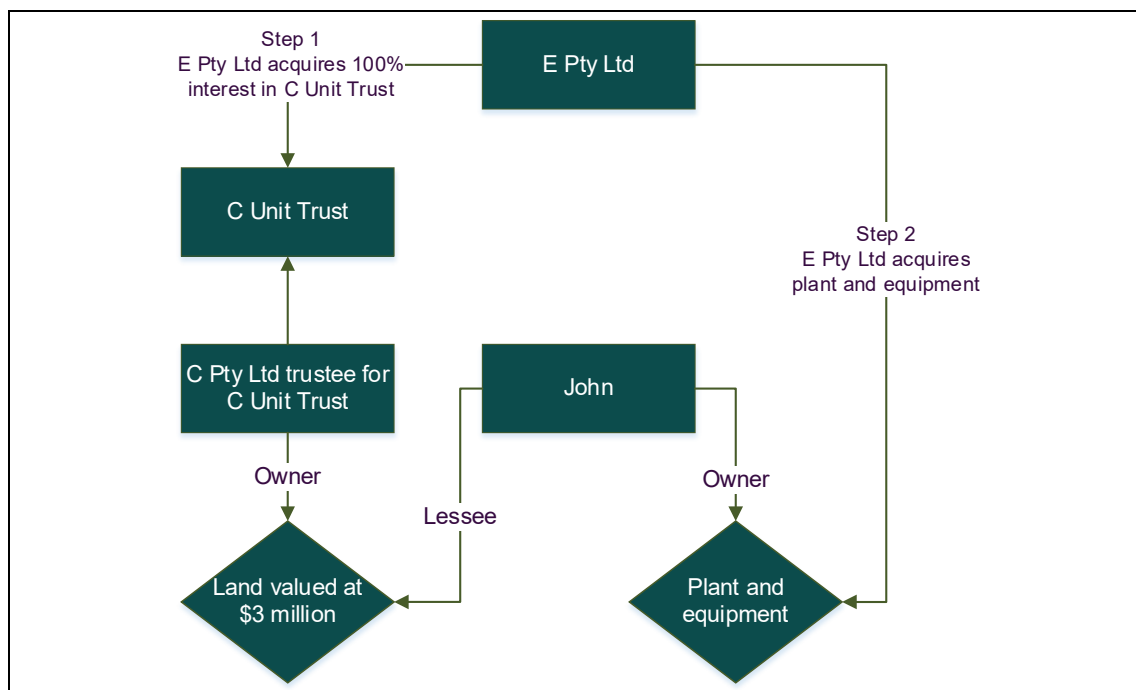 Step 1
E Pty Ltd acquires 100%
interest in C Unit Trust
E Pty Ltd
C Unit Trust
Step 2
E Pty Ltd acquires
plant and equipment
C Pty Ltd trustee for
C Unit Trust
John
Owner
Lessee
Owner
Land valued at
$3 million
Plant and
equipment